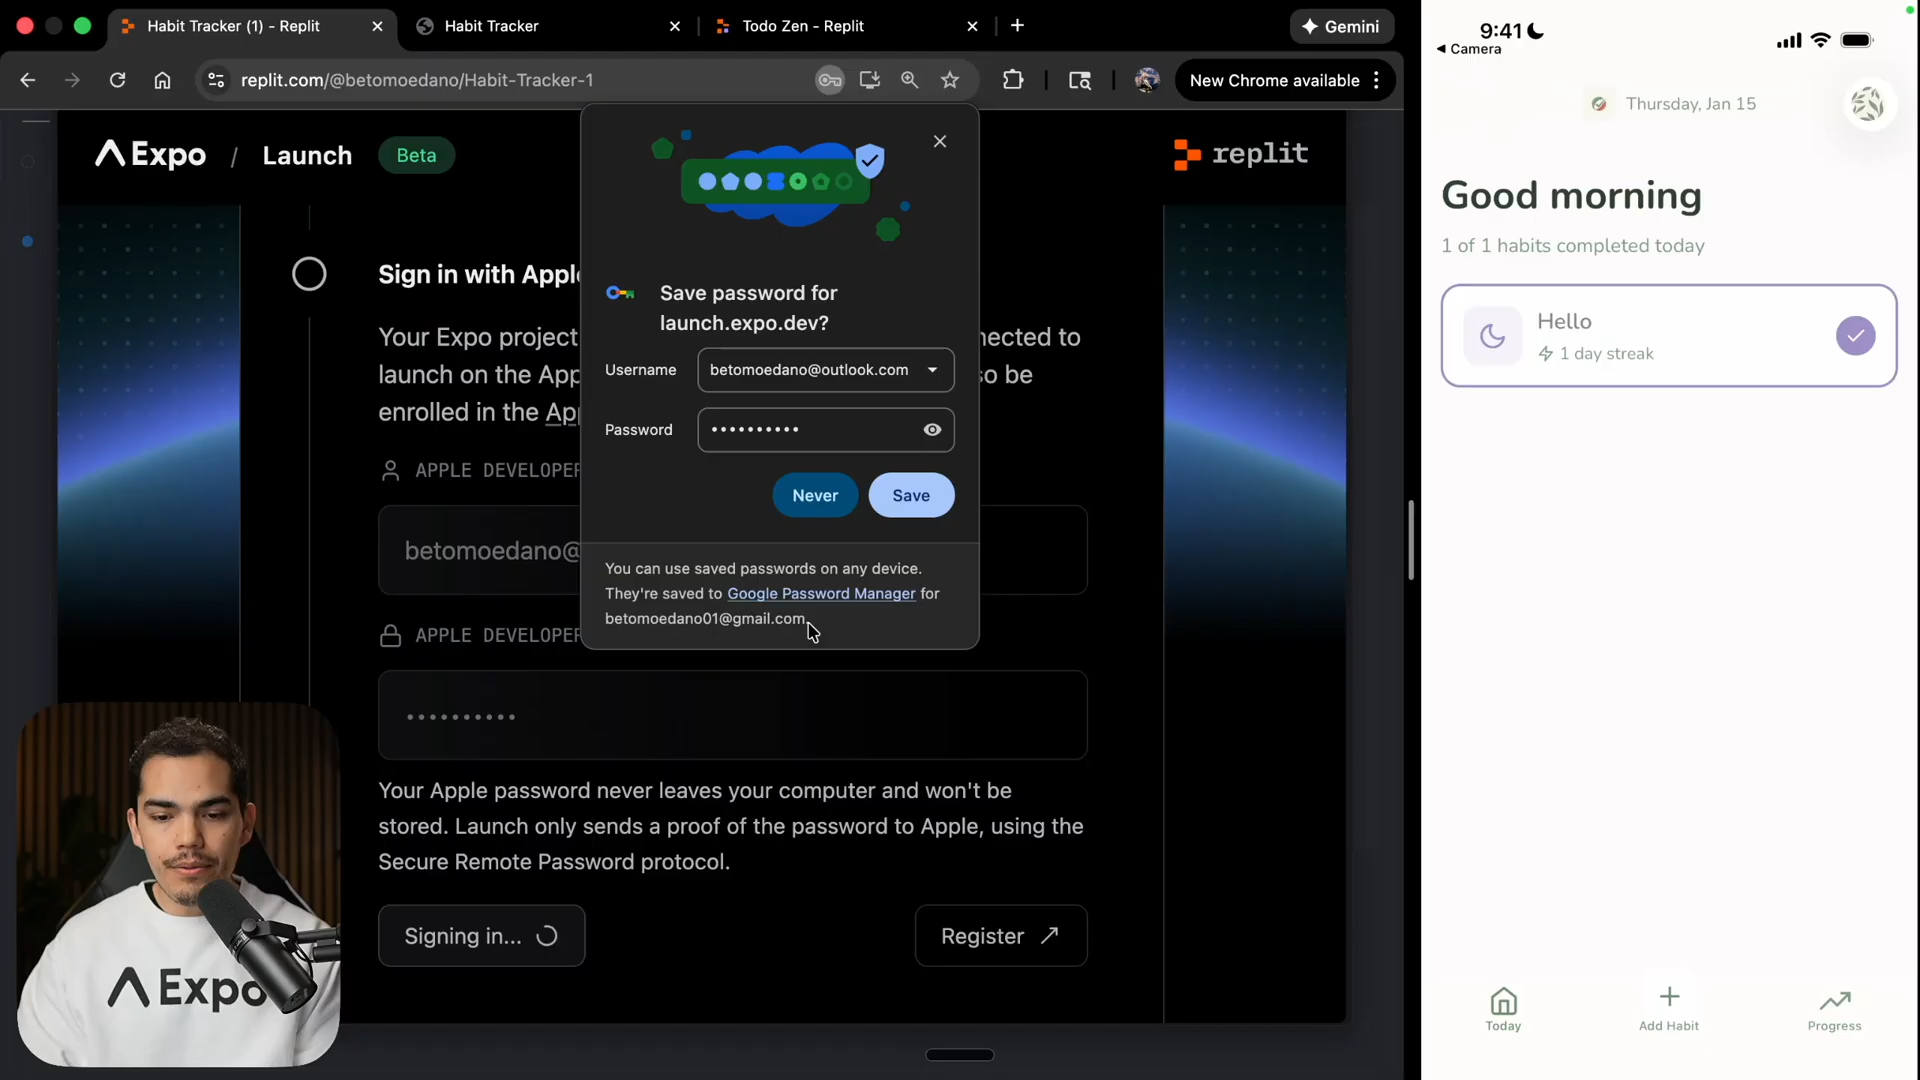 Habit Tracker (1) - Replit
Habit Tracker
Todo Zen - Replit
Gemini
replit.com/@betomoedano/Habit-Tracker-1
New Chrome available
Expo / Launch
Beta
replit
Sign in with Apple
Your Expo project
nected to
launch on the App
so be
enrolled in the App
APPLE DEVELOPER
betomoedano@
APPLE DEVELOPER
Your Apple password never leaves your computer and won't be
stored. Launch only sends a proof of the password to Apple, using the
Secure Remote Password protocol.
Signing in...
Register
Save password for
launch.expo.dev?
Username
betomoedano@outlook.com
Password
Never
Save
You can use saved passwords on any device.
They're saved to Google Password Manager for
betomoedano01@gmail.com.
Expo
9:41
Camera
Thursday, Jan 15
Good morning
1 of 1 habits completed today
Hello
1 day streak
Today
Add Habit
Progress